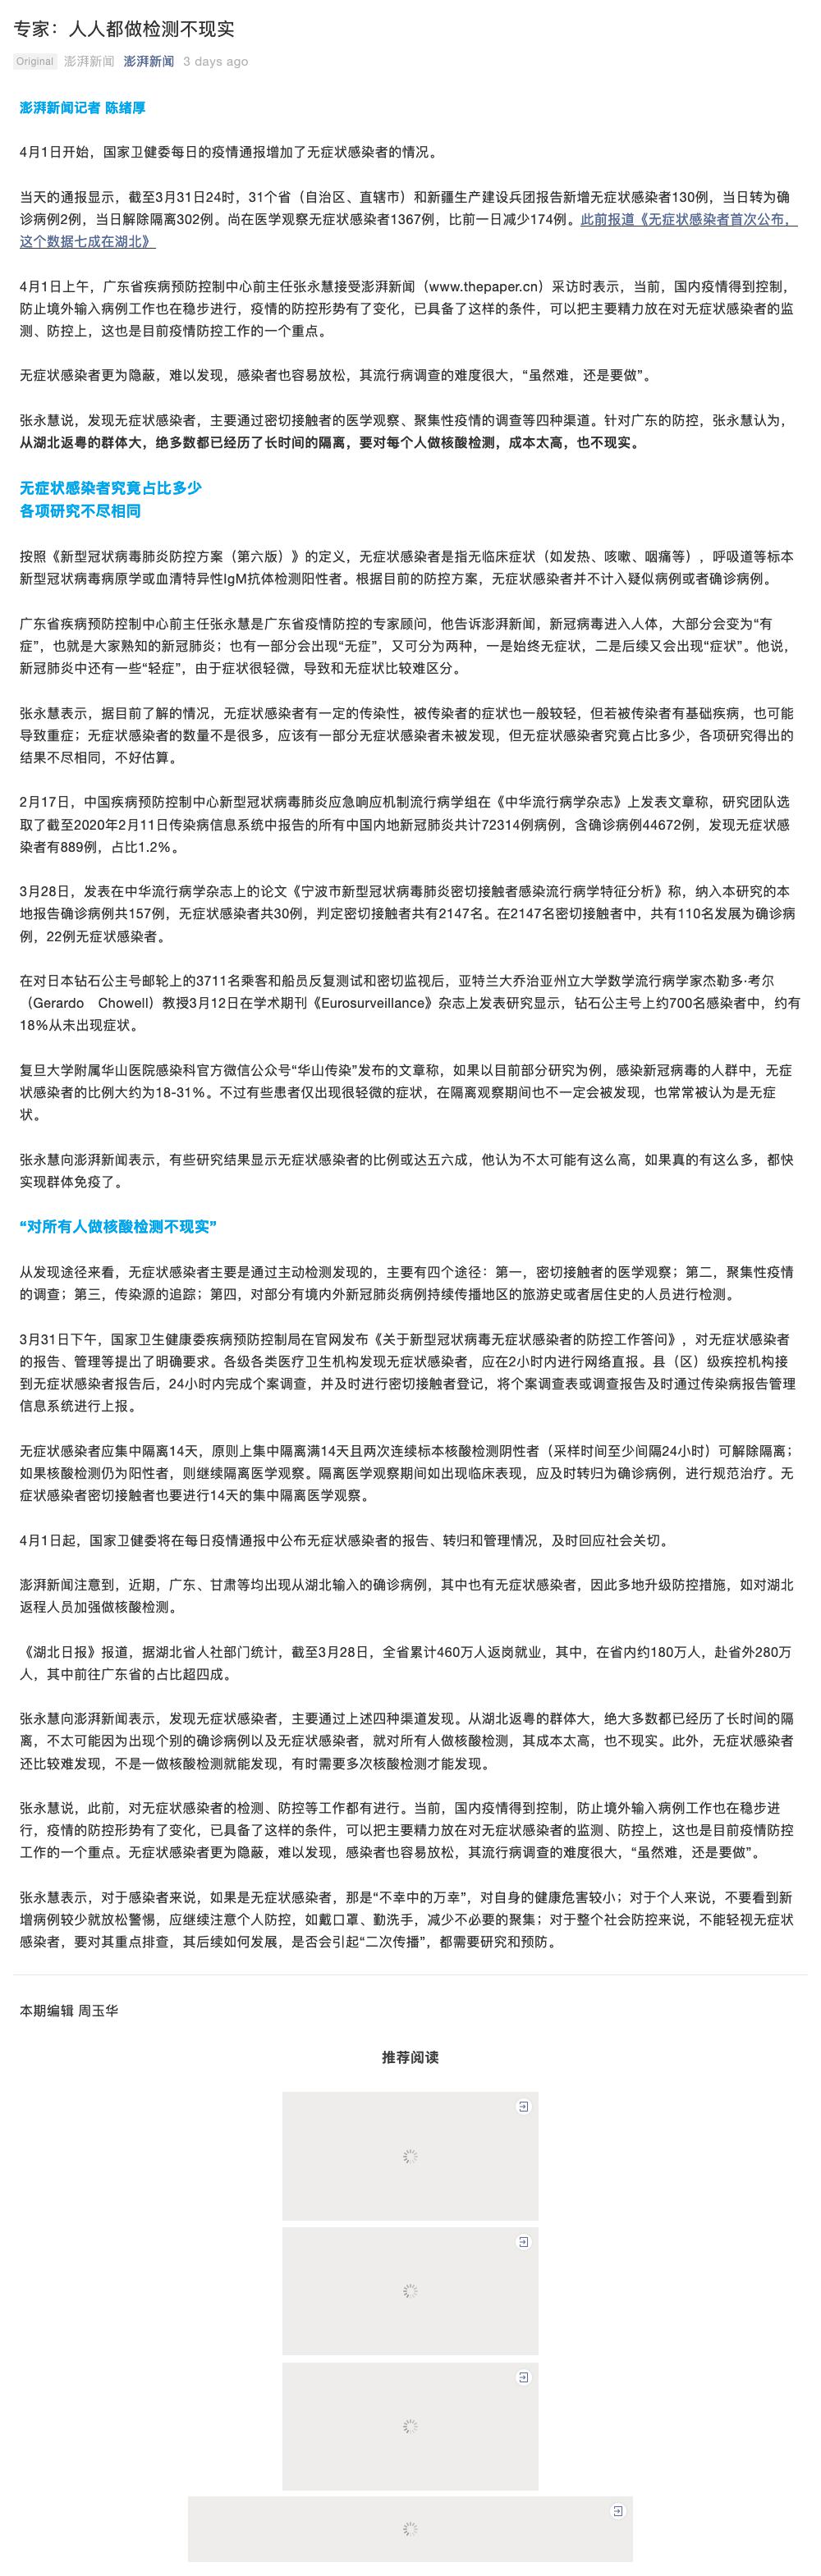 专家：人人都做检测不现实
Original 澎湃新闻 澎湃新闻 3 days ago
澎湃新闻记者 陈绪厚
4月1日开始，国家卫健委每日的疫情通报增加了无症状感染者的情况。
当天的通报显示，截至3月31日24时，31个省（自治区、直辖市）和新疆生产建设兵团报告新增无症状感染者130例，当日转为确
诊病例2例，当日解除隔离302例。尚在医学观察无症状感染者1367例，比前一日减少174例。此前报道《无症状感染者首次公布，
这个数据七成在湖北》
4月1日上午，广东省疾病预防控制中心前主任张永慧接受澎湃新闻（www.thepaper.cn）采访时表示，当前，国内疫情得到控制，
防止境外输入病例工作也在稳步进行，疫情的防控形势有了变化，已具备了这样的条件，可以把主要精力放在对无症状感染者的监
测、防控上，这也是目前疫情防控工作的一个重点。
无症状感染者更为隐蔽，难以发现，感染者也容易放松，其流行病调查的难度很大，“虽然难，还是要做”。
张永慧说，发现无症状感染者，主要通过密切接触者的医学观察、聚集性疫情的调查等四种渠道。针对广东的防控，张永慧认为，
从湖北返粤的群体大，绝多数都已经历了长时间的隔离，要对每个人做核酸检测，成本太高，也不现实。
无症状感染者究竟占比多少
各项研究不尽相同
按照《新型冠状病毒肺炎防控方案（第六版）》的定义，无症状感染者是指无临床症状（如发热、咳嗽、咽痛等），呼吸道等标本
新型冠状病毒病原学或血清特异性IgM抗体检测阳性者。根据目前的防控方案，无症状感染者并不计入疑似病例或者确诊病例。
广东省疾病预防控制中心前主任张永慧是广东省疫情防控的专家顾问，他告诉澎湃新闻，新冠病毒进入人体，大部分会变为“有
症”，也就是大家熟知的新冠肺炎；也有一部分会出现“无症”，又可分为两种，一是始终无症状，二是后续又会出现“症状”。他说，
新冠肺炎中还有一些“轻症”，由于症状很轻微，导致和无症状比较难区分。
张永慧表示，据目前了解的情况，无症状感染者有一定的传染性，被传染者的症状也一般较轻，但若被传染者有基础疾病，也可能
导致重症；无症状感染者的数量不是很多，应该有一部分无症状感染者未被发现，但无症状感染者究竟占比多少，各项研究得出的
结果不尽相同，不好估算。
2月17日，中国疾病预防控制中心新型冠状病毒肺炎应急响应机制流行病学组在《中华流行病学杂志》上发表文章称，研究团队选
取了截至2020年2月11日传染病信息系统中报告的所有中国内地新冠肺炎共计72314例病例，含确诊病例44672例，发现无症状感
染者有889例，占比1.2%。
3月28日，发表在中华流行病学杂志上的论文《宁波市新型冠状病毒肺炎密切接触者感染流行病学特征分析》称，纳入本研究的本
地报告确诊病例共157例，无症状感染者共30例，判定密切接触者共有2147名。在2147名密切接触者中，共有110名发展为确诊病
例，22例无症状感染者。
在对日本钻石公主号邮轮上的3711名乘客和船员反复测试和密切监视后，亚特兰大乔治亚州立大学数学流行病学家杰勒多·考尔
（Gerardo Chowell）教授3月12日在学术期刊《Eurosurveillance》杂志上发表研究显示，钻石公主号上约700名感染者中，约有
18%从未出现症状。
复旦大学附属华山医院感染科官方微信公众号“华山传染”发布的文章称，如果以目前部分研究为例，感染新冠病毒的人群中，无症
状感染者的比例大约为18-31%。不过有些患者仅出现很轻微的症状，在隔离观察期间也不一定会被发现，也常常被认为是无症
状。
张永慧向澎湃新闻表示，有些研究结果显示无症状感染者的比例或达五六成，他认为不太可能有这么高，如果真的有这么多，都快
实现群体免疫了。
“对所有人做核酸检测不现实”
从发现途径来看，无症状感染者主要是通过主动检测发现的，主要有四个途径：第一，密切接触者的医学观察；第二，聚集性疫情
的调查；第三，传染源的追踪；第四，对部分有境内外新冠肺炎病例持续传播地区的旅游史或者居住史的人员进行检测。
3月31日下午，国家卫生健康委疾病预防控制局在官网发布《关于新型冠状病毒无症状感染者的防控工作答问》，对无症状感染者
的报告、管理等提出了明确要求。各级各类医疗卫生机构发现无症状感染者，应在2小时内进行网络直报。县（区）级疾控机构接
到无症状感染者报告后，24小时内完成个案调查，并及时进行密切接触者登记，将个案调查表或调查报告及时通过传染病报告管理
信息系统进行上报。
无症状感染者应集中隔离14天，原则上集中隔离满14天且两次连续标本核酸检测阴性者（采样时间至少间隔24小时）可解除隔离；
如果核酸检测仍为阳性者，则继续隔离医学观察。隔离医学观察期间如出现临床表现，应及时转归为确诊病例，进行规范治疗。无
症状感染者密切接触者也要进行14天的集中隔离医学观察。
4月1日起，国家卫健委将在每日疫情通报中公布无症状感染者的报告、转归和管理情况，及时回应社会关切。
澎湃新闻注意到，近期，广东、甘肃等均出现从湖北输入的确诊病例，其中也有无症状感染者，因此多地升级防控措施，如对湖北
返程人员加强做核酸检测。
《湖北日报》报道，据湖北省人社部门统计，截至3月28日，全省累计460万人返岗就业，其中，在省内约180万人，赴省外280万
人，其中前往广东省的占比超四成。
张永慧向澎湃新闻表示，发现无症状感染者，主要通过上述四种渠道发现。从湖北返粤的群体大，绝大多数都已经历了长时间的隔
离，不太可能因为出现个别的确诊病例以及无症状感染者，就对所有人做核酸检测，其成本太高，也不现实。此外，无症状感染者
还比较难发现，不是一做核酸检测就能发现，有时需要多次核酸检测才能发现。
张永慧说，此前，对无症状感染者的检测、防控等工作都有进行。当前，国内疫情得到控制，防止境外输入病例工作也在稳步进
行，疫情的防控形势有了变化，已具备了这样的条件，可以把主要精力放在对无症状感染者的监测、防控上，这也是目前疫情防控
工作的一个重点。无症状感染者更为隐蔽，难以发现，感染者也容易放松，其流行病调查的难度很大，“虽然难，还是要做”。
张永慧表示，对于感染者来说，如果是无症状感染者，那是“不幸中的万幸”，对自身的健康危害较小；对于个人来说，不要看到新
增病例较少就放松警惕，应继续注意个人防控，如戴口罩、勤洗手，减少不必要的聚集；对于整个社会防控来说，不能轻视无症状
感染者，要对其重点排查，其后续如何发展，是否会引起“二次传播”，都需要研究和预防。
本期编辑 周玉华
推荐阅读